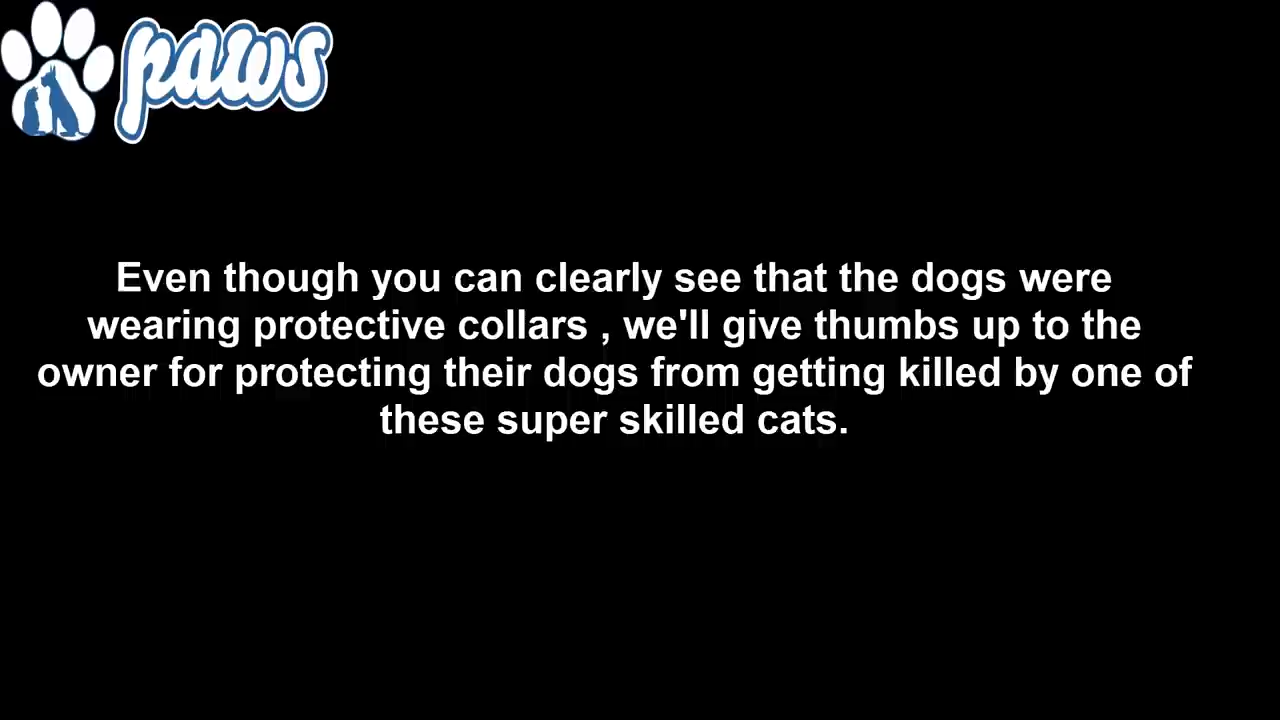 paws
Even though you can clearly see that the dogs were
wearing protective collars , we'll give thumbs up to the
owner for protecting their dogs from getting killed by one of
these super skilled cats.